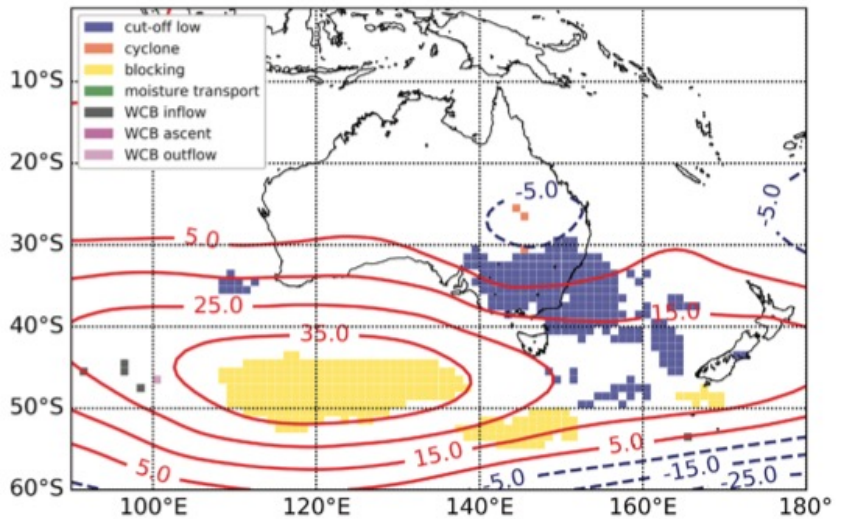 cut-off low
cyclone
blocking
moisture transport
WCB inflow
WCB ascent
WCB outflow
10°S
20°S
-5.0
-5.0
30°S
5.0
25.0
15.0
40°S
35.0
50°S
15.0
5.0
5.0
-5.0
-15.0
-25.0
60°S
100°E 120°E 140°E 160°E 180°